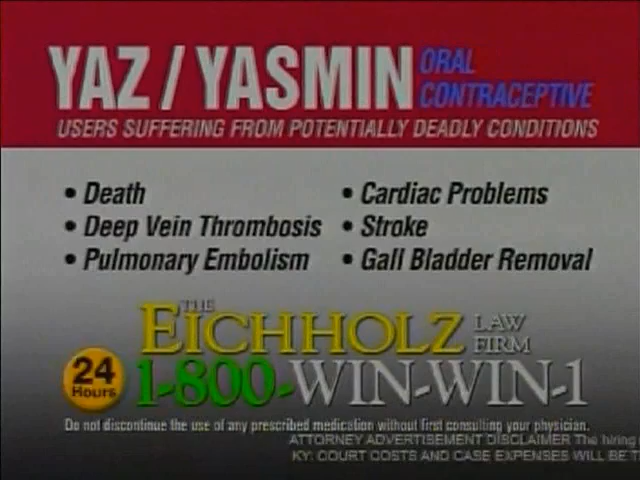 YAZ / YASMIN ORAL CONTRACEPTIVE
USERS SUFFERING FROM POTENTIALLY DEADLY CONDITIONS
• Death
• Deep Vein Thrombosis
• Pulmonary Embolism
• Cardiac Problems
• Stroke
• Gall Bladder Removal
THE EICHHOLZ LAW FIRM
24 Hours
1-800-WIN-WIN-1
Do not discontinue the use of any prescribed medication without first consulting your physician.
ATTORNEY ADVERTISEMENT DISCLAIMER The hiring
KY: COURT COSTS AND CASE EXPENSES WILL BE T